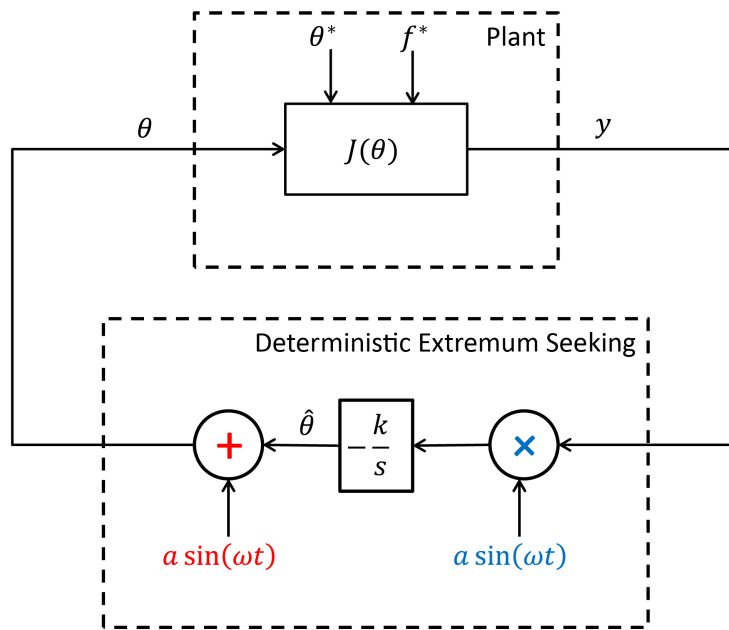 θ* f* Plant
θ J(θ) y
Deterministic Extremum Seeking
+ θ̂ −k/s ×
a sin(ωt) a sin(ωt)